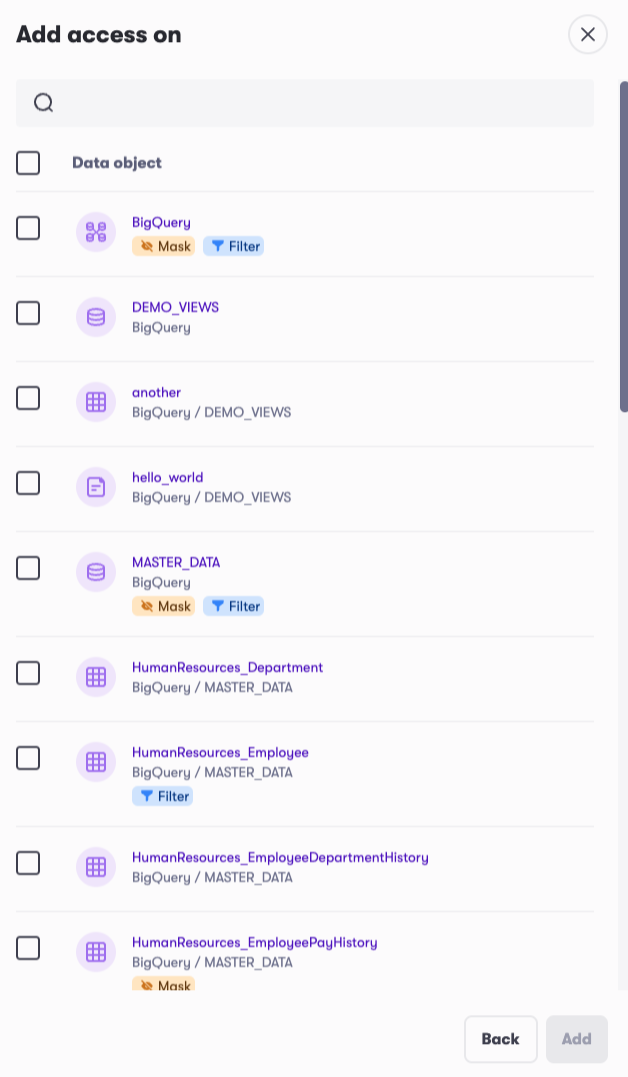 Add access on
Data object
BigQuery
Mask Filter
DEMO_VIEWS
BigQuery
another
BigQuery / DEMO_VIEWS
hello_world
BigQuery / DEMO_VIEWS
MASTER_DATA
BigQuery
Mask Filter
HumanResources_Department
BigQuery / MASTER_DATA
HumanResources_Employee
BigQuery / MASTER_DATA
Filter
HumanResources_EmployeeDepartmentHistory
BigQuery / MASTER_DATA
HumanResources_EmployeePayHistory
BigQuery / MASTER_DATA
Mask
Back Add